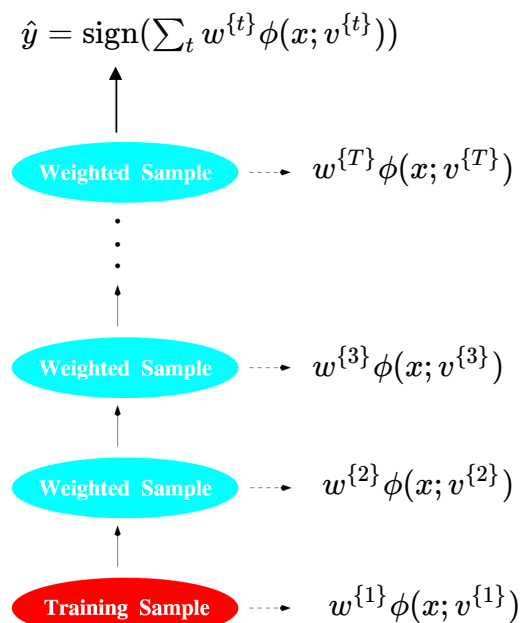 ŷ = sign(∑_t w^{t} ϕ(x; v^{t}))
Weighted Sample w^{T} ϕ(x; v^{T})
Weighted Sample w^{3} ϕ(x; v^{3})
Weighted Sample w^{2} ϕ(x; v^{2})
Training Sample w^{1} ϕ(x; v^{1})